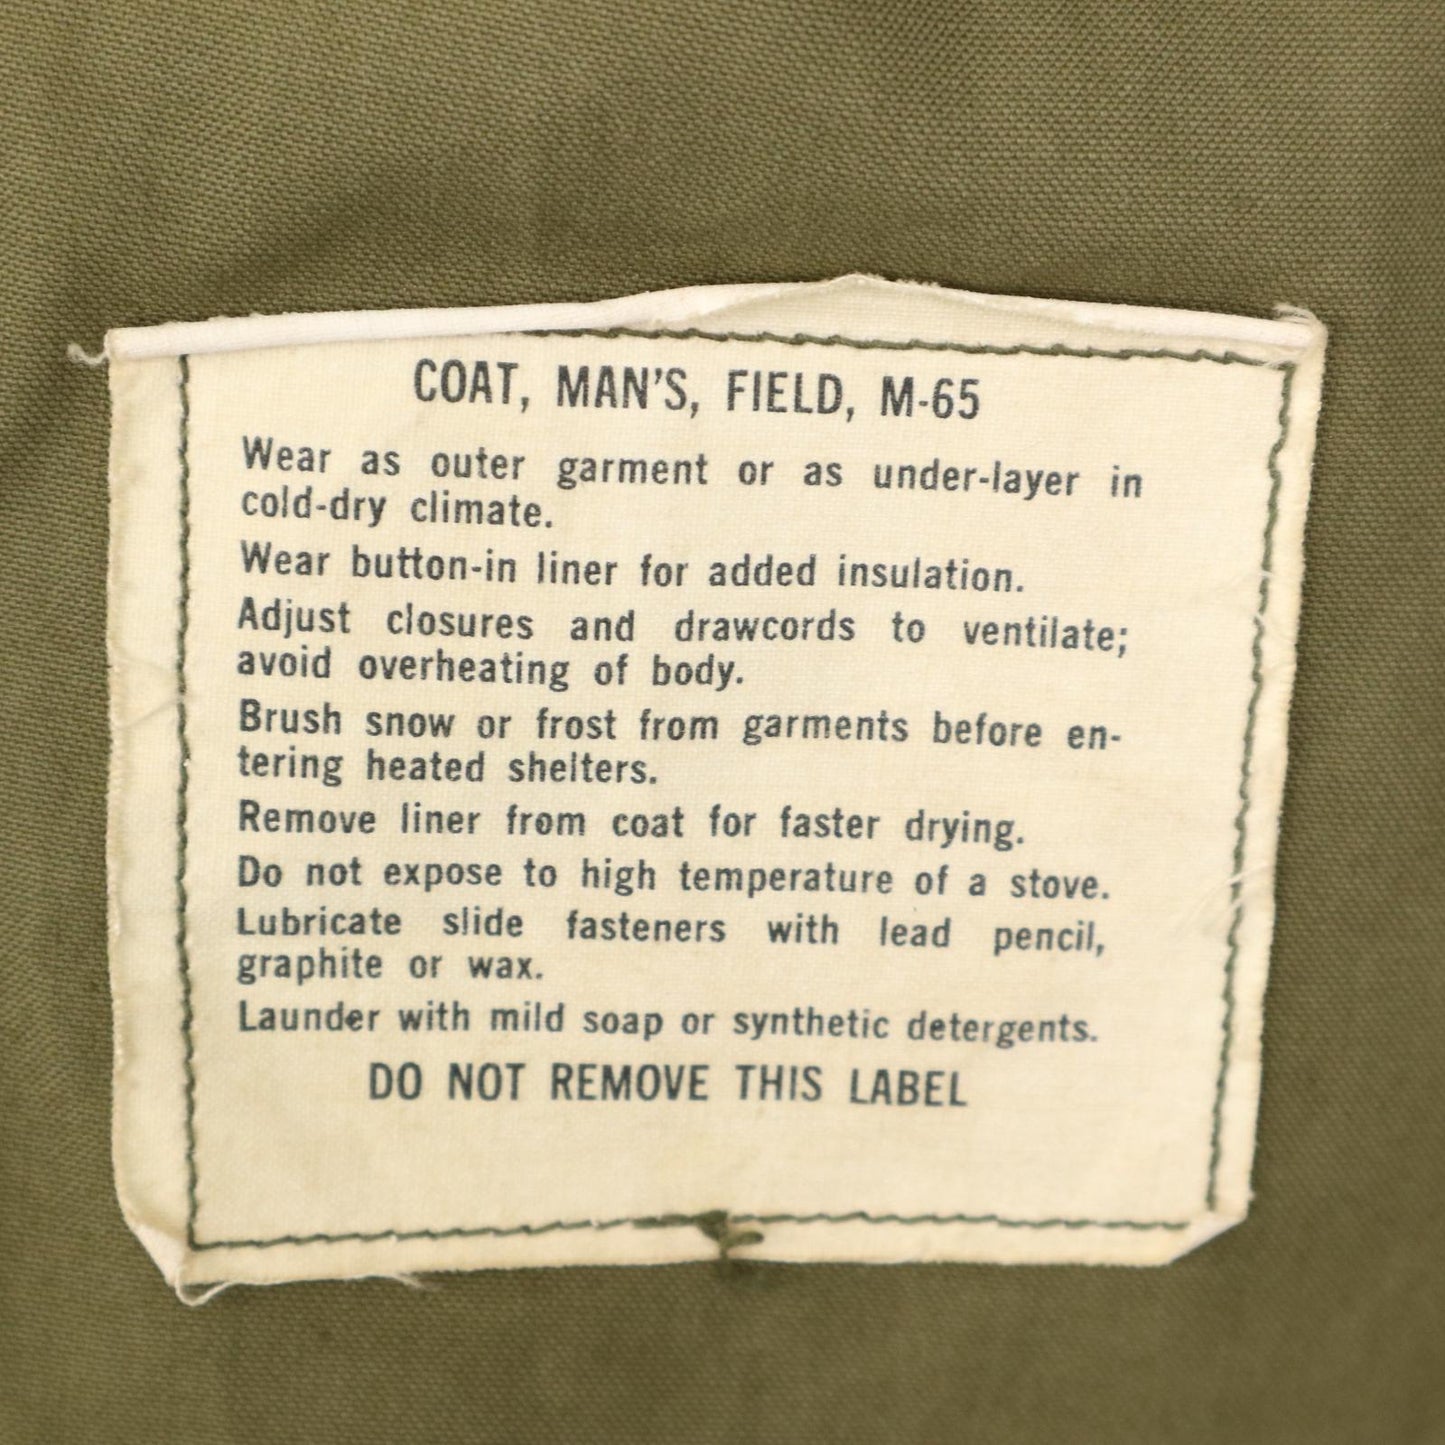 COAT, MAN'S, FIELD, M-65
Wear as outer garment or as under-layer in
cold-dry climate.
Wear button-in liner for added insulation.
Adjust closures and drawcords to ventilate;
avoid overheating of body.
Brush snow or frost from garments before en-
tering heated shelters.
Remove liner from coat for faster drying.
Do not expose to high temperature of a stove.
Lubricate slide fasteners with lead pencil,
graphite or wax.
Launder with mild soap or synthetic detergents.
DO NOT REMOVE THIS LABEL